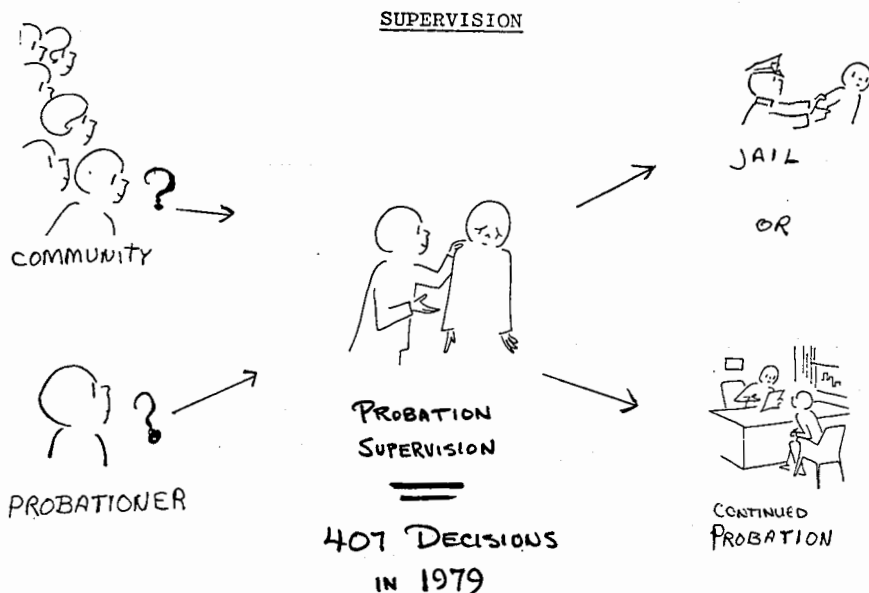 SUPERVISION
?
COMMUNITY
?
PROBATIONER
PROBATION
SUPERVISION
407 DECISIONS
IN 1979
JAIL
OR
CONTINUED
PROBATION